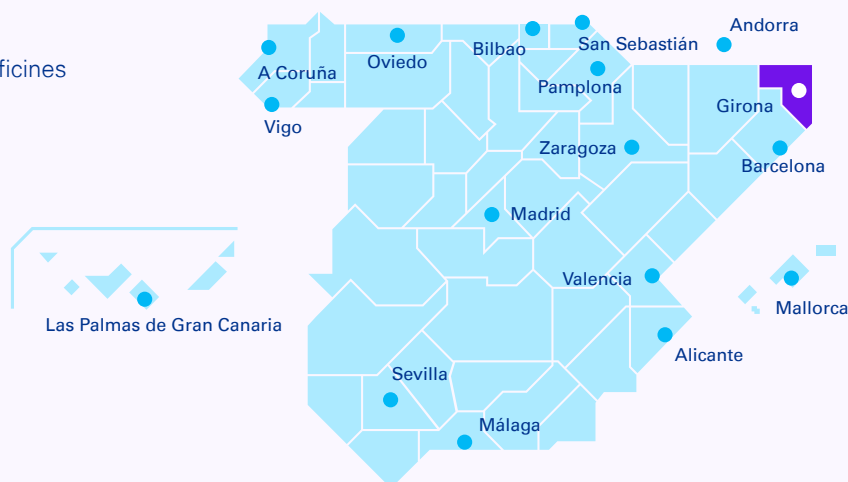 Andorra
Bilbao
San Sebastián
Oviedo
A Coruña
Pamplona
Girona
Vigo
Zaragoza
Barcelona
Madrid
Valencia
Mallorca
Las Palmas de Gran Canaria
Alicante
Sevilla
Málaga